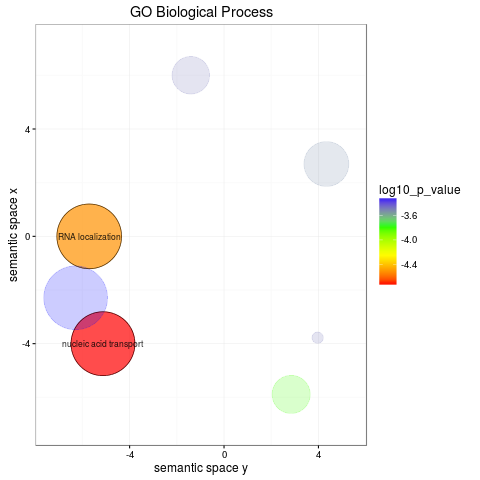 GO Biological Process
semantic space x
4
0
-4
RNA localization
nucleic acid transport
-4
0
4
semantic space y
log10_p_value
-3.6
-4.0
-4.4